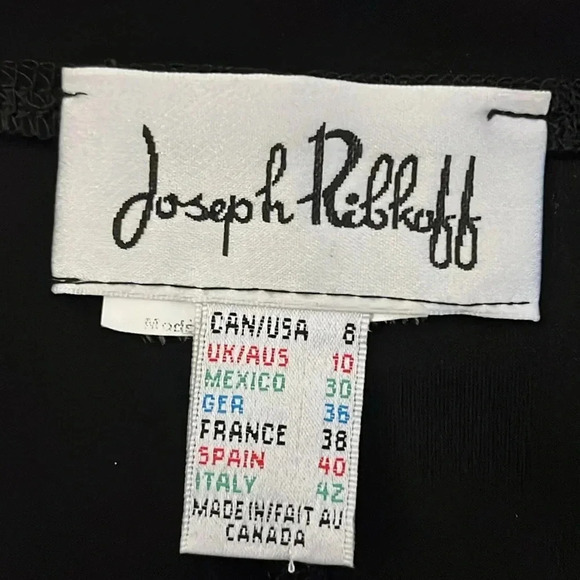 Joseph Ribkoff
CAN/USA 8
UK/AUS 10
MEXICO 30
GER 36
FRANCE 38
SPAIN 40
ITALY 42
MADE IN/FAIT AU
CANADA